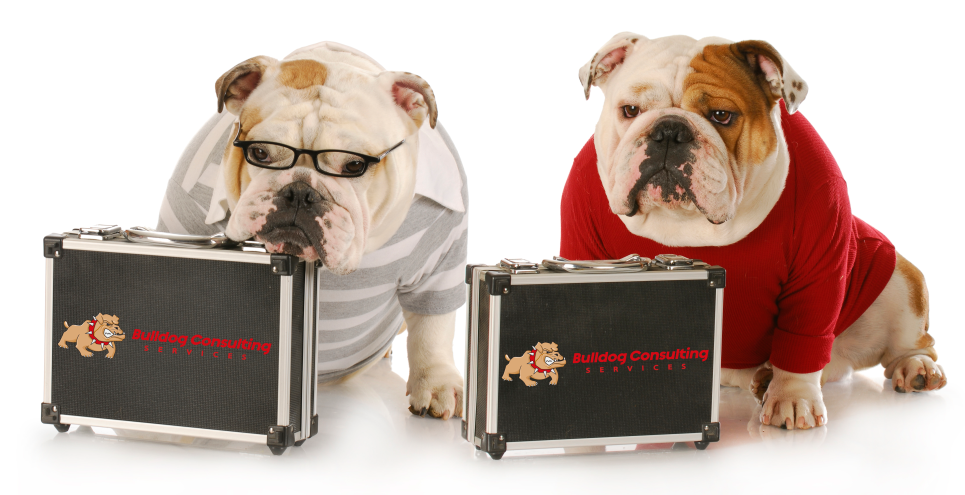 Bulldog Consulting
SERVICES
Bulldog Consulting
SERVICES